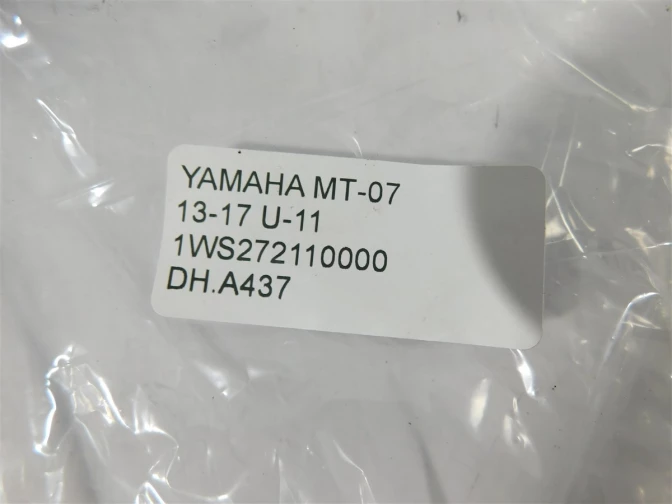 YAMAHA MT-07
13-17 U-11
1WS272110000
DH.A437